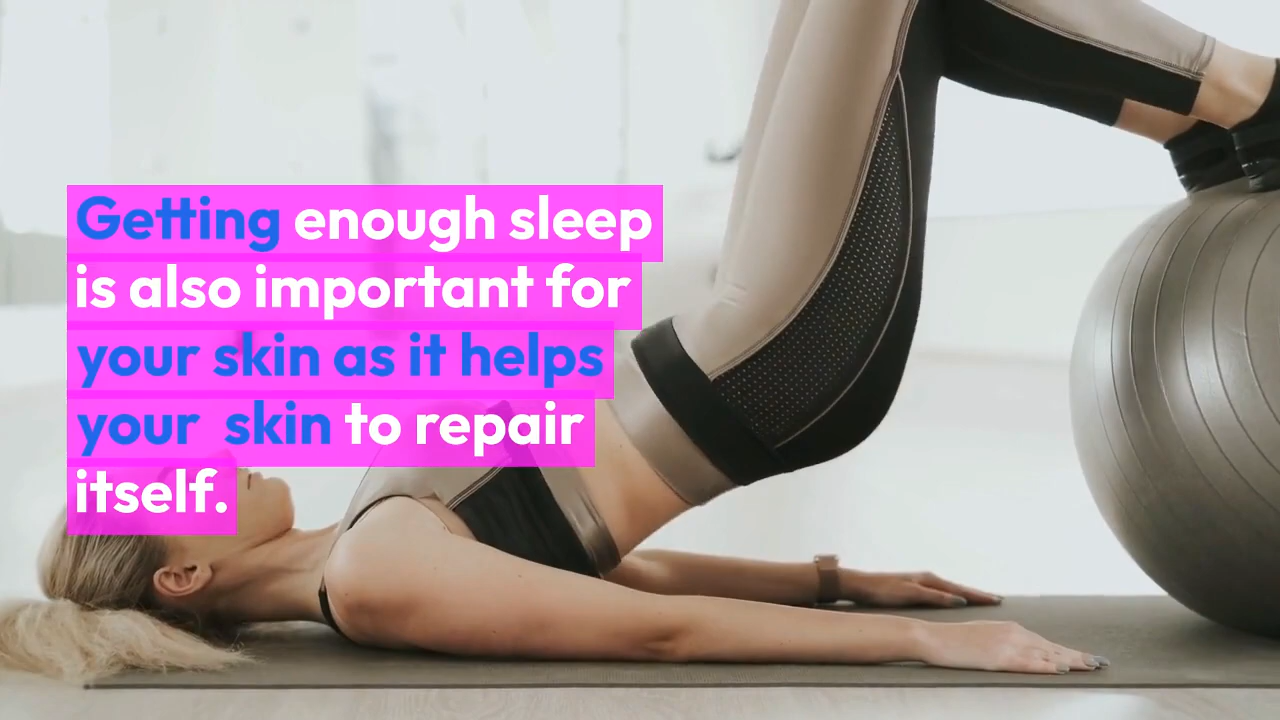 Getting enough sleep
is also important for
your skin as it helps
your  skin to repair
itself.